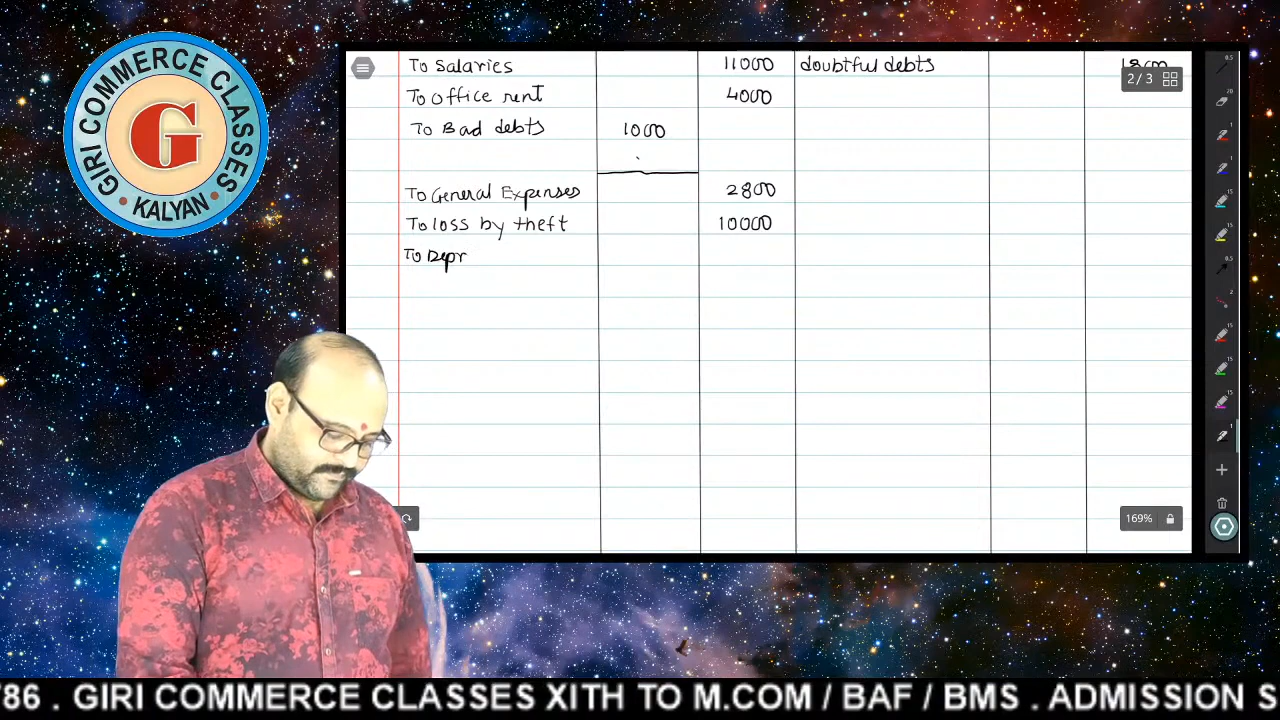 GIRI COMMERCE CLASSES
G
• KALYAN •
To Salaries 11000 doubtful debts
2/3
To Office rent 4000
To Bad debts 1000
To General Expenses 2800
To loss by theft 10000
To Depr
169%
786 . GIRI COMMERCE CLASSES XITH TO M.COM / BAF / BMS . ADMISSION S